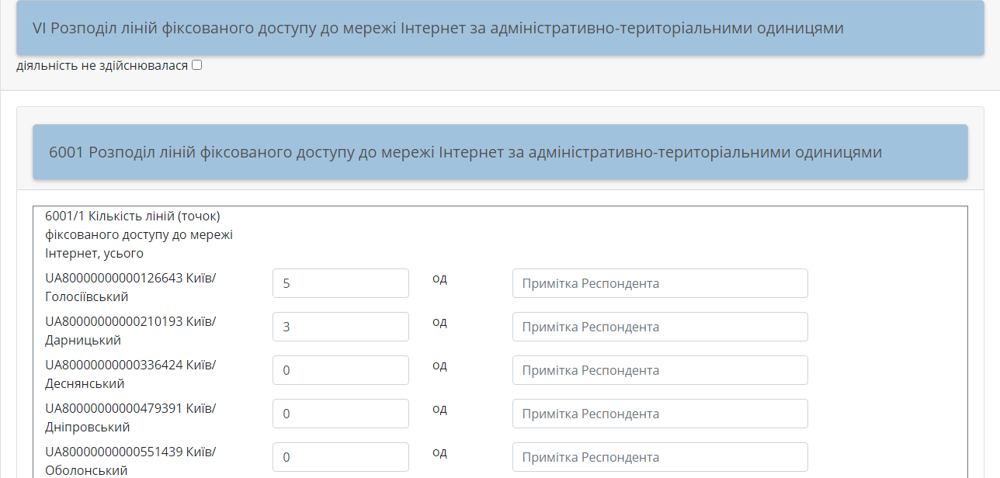 VI Розподіл ліній фіксованого доступу до мережі Інтернет за адміністративно-територіальними одиницями
діяльність не здійснювалася
6001 Розподіл ліній фіксованого доступу до мережі Інтернет за адміністративно-територіальними одиницями
6001/1 Кількість ліній (точок)
фіксованого доступу до мережі
Інтернет, усього
UA80000000000126643 Київ/
Голосіївський
5
од
Примітка Респондента
UA80000000000210193 Київ/
Дарницький
3
од
Примітка Респондента
UA80000000000336424 Київ/
Деснянський
0
од
Примітка Респондента
UA80000000000479391 Київ/
Дніпровський
0
од
Примітка Респондента
UA80000000000551439 Київ/
Оболонський
0
од
Примітка Респондента